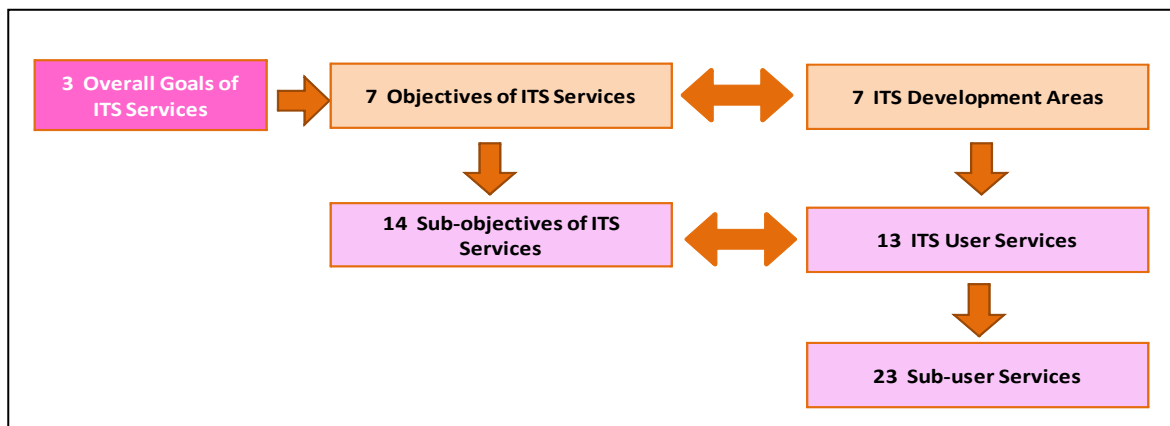 3  Overall Goals of
ITS Services
7  Objectives of ITS Services
7  ITS Development Areas
14  Sub-objectives of ITS
Services
13  ITS User Services
23  Sub-user Services